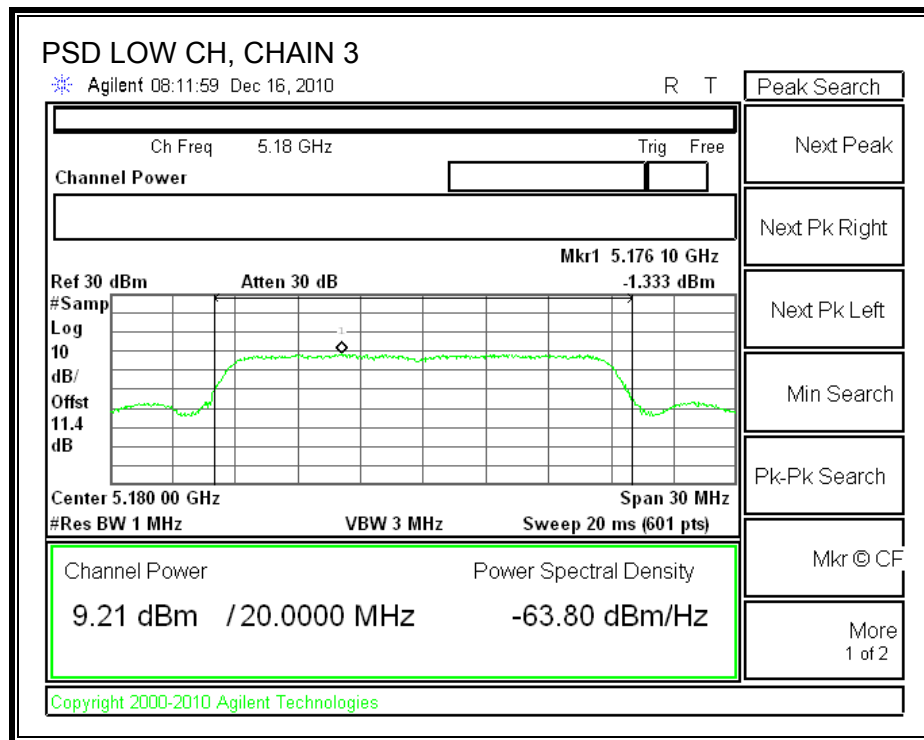 PSD LOW CH, CHAIN 3
Agilent 08:11:59 Dec 16, 2010 R T
Peak Search
Ch Freq 5.18 GHz Trig Free
Channel Power
Mkr1 5.176 10 GHz
Ref 30 dBm Atten 30 dB -1.333 dBm
#Samp
Log
10
dB/
Offst
11.4
dB
1
Center 5.180 00 GHz Span 30 MHz
#Res BW 1 MHz VBW 3 MHz Sweep 20 ms (601 pts)
Channel Power Power Spectral Density
9.21 dBm / 20.0000 MHz -63.80 dBm/Hz
Copyright 2000-2010 Agilent Technologies
Next Peak
Next Pk Right
Next Pk Left
Min Search
Pk-Pk Search
Mkr © CF
More
1 of 2